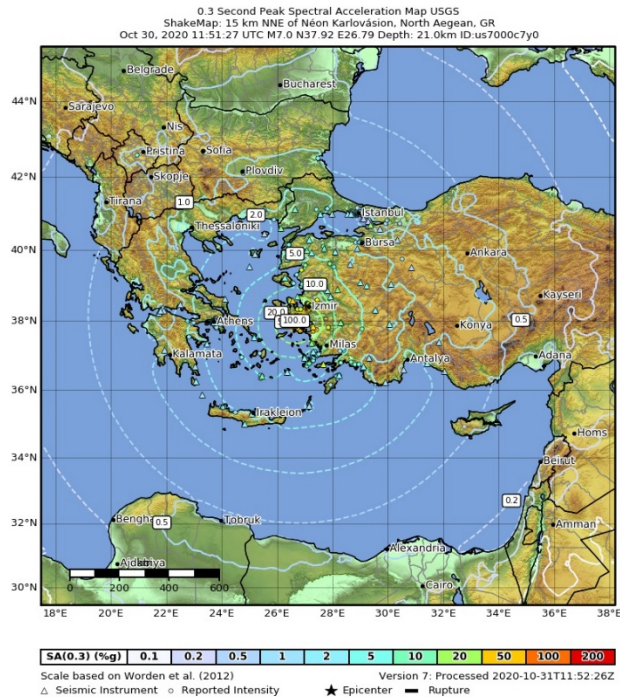 0.3 Second Peak Spectral Acceleration Map USGS
ShakeMap: 15 km NNE of Néon Karlovásion, North Aegean, GR
Oct 30, 2020 11:51:27 UTC M7.0 N37.92 E26.79 Depth: 21.0km ID:us7000c7y0
Belgrade
Bucharest
44°N
Sarajevo
Nis
Pristina
Sofia
42°N
Plovdiv
Skopje
Tirana
1.0
2.0
Istanbul
Thessaloniki
Bursa
40°N
5.0
Ankara
10.0
Kayseri
Izmir
20.0
100.0
0.5
38°N
Athens
Konya
Milas
Kalamata
Antalya
Adana
36°N
Irakleion
Homs
34°N
Beirut
0.2
32°N
0.5
Tobruk
Amman
Alexandria
30°N
0 200 400 600
Cairo
18°E 20°E 22°E 24°E 26°E 28°E 30°E 32°E 34°E 36°E 38°E
SA(0.3) (%g) 0.1 0.2 0.5 1 2 5 10 20 50 100 200
Scale based on Worden et al. (2012) Version 7: Processed 2020-10-31T11:52:26Z
Seismic Instrument Reported Intensity Epicenter Rupture